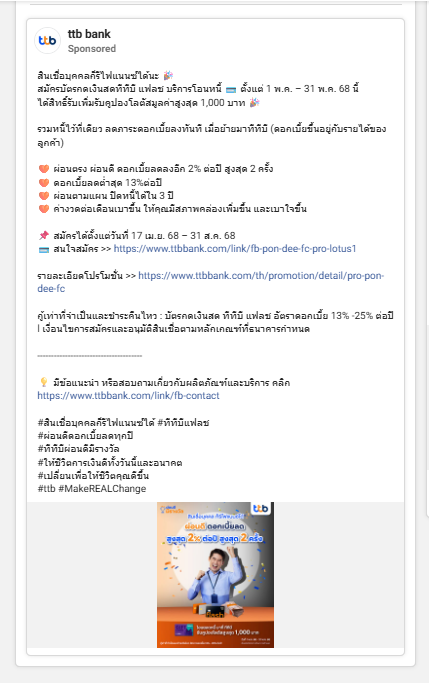 ttb
ttb bank
Sponsored
สินเชื่อบุคคลก็รีไฟแนนซ์ได้นะ 🎉
สมัครบัตรกดเงินสดทีทีบี แฟลช บริการโอนหนี้ 💳 ตั้งแต่ 1 พ.ค. – 31 พ.ค. 68 นี้
ได้สิทธิ์รับเพิ่มรับคูปองโลตัสมูลค่าสูงสุด 1,000 บาท 🎉
รวมหนี้ไว้ที่เดียว ลดภาระดอกเบี้ยลงทันที เมื่อย้ายมาทีทีบี (ดอกเบี้ยขึ้นอยู่กับรายได้ของ
ลูกค้า)
🧡 ผ่อนตรง ผ่อนดี ดอกเบี้ยลดลงอีก 2% ต่อปี สูงสุด 2 ครั้ง
🧡 ดอกเบี้ยลดต่ำสุด 13%ต่อปี
🧡 ผ่อนตามแผน ปิดหนี้ได้ใน 3 ปี
🧡 ค่างวดต่อเดือนเบาขึ้น ให้คุณมีสภาพคล่องเพิ่มขึ้น และเบาใจขึ้น
📌 สมัครได้ตั้งแต่วันที่ 17 เม.ย. 68 – 31 ส.ค. 68
💳 สนใจสมัคร >> https://www.ttbbank.com/link/fb-pon-dee-fc-pro-lotus1
รายละเอียดโปรโมชั่น >> https://www.ttbbank.com/th/promotion/detail/pro-pon-
dee-fc
กู้เท่าที่จำเป็นและชำระคืนไหว : บัตรกดเงินสด ทีทีบี แฟลช อัตราดอกเบี้ย 13% -25% ต่อปี
l เงื่อนไขการสมัครและอนุมัติสินเชื่อตามหลักเกณฑ์ที่ธนาคารกำหนด
------------------------------------
💡 มีข้อแนะนำ หรือสอบถามเกี่ยวกับผลิตภัณฑ์และบริการ คลิก
https://www.ttbbank.com/link/fb-contact
#สินเชื่อบุคคลก็รีไฟแนนซ์ได้ #ทีทีบีแฟลช
#ผ่อนดีดอกเบี้ยลดทุกปี
#ทีทีบีผ่อนดีมีรางวัล
#ให้ชีวิตการเงินดีทั้งวันนี้และอนาคต
#เปลี่ยนเพื่อให้ชีวิตคุณดีขึ้น
#ttb #MakeREALChange
ttb
สินเชื่อบุคคล ก็รีไฟแนนซ์ได้
ผ่อนดี ดอกเบี้ยลด
สูงสุด 2% ต่อปี สูงสุด 2 ครั้ง
1,000 บาท